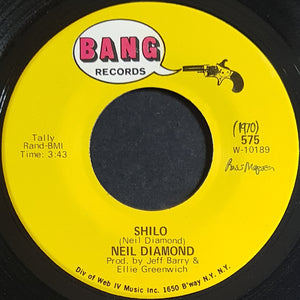 BANG
RECORDS
Tally
Rand-BMI
Time: 3:43
(1970)
575
W-10189
SHILO
(Neil Diamond)
NEIL DIAMOND
Prod. by Jeff Barry &
Ellie Greenwich
Div of Web IV Music Inc. 1650 B'way N.Y. N.Y.